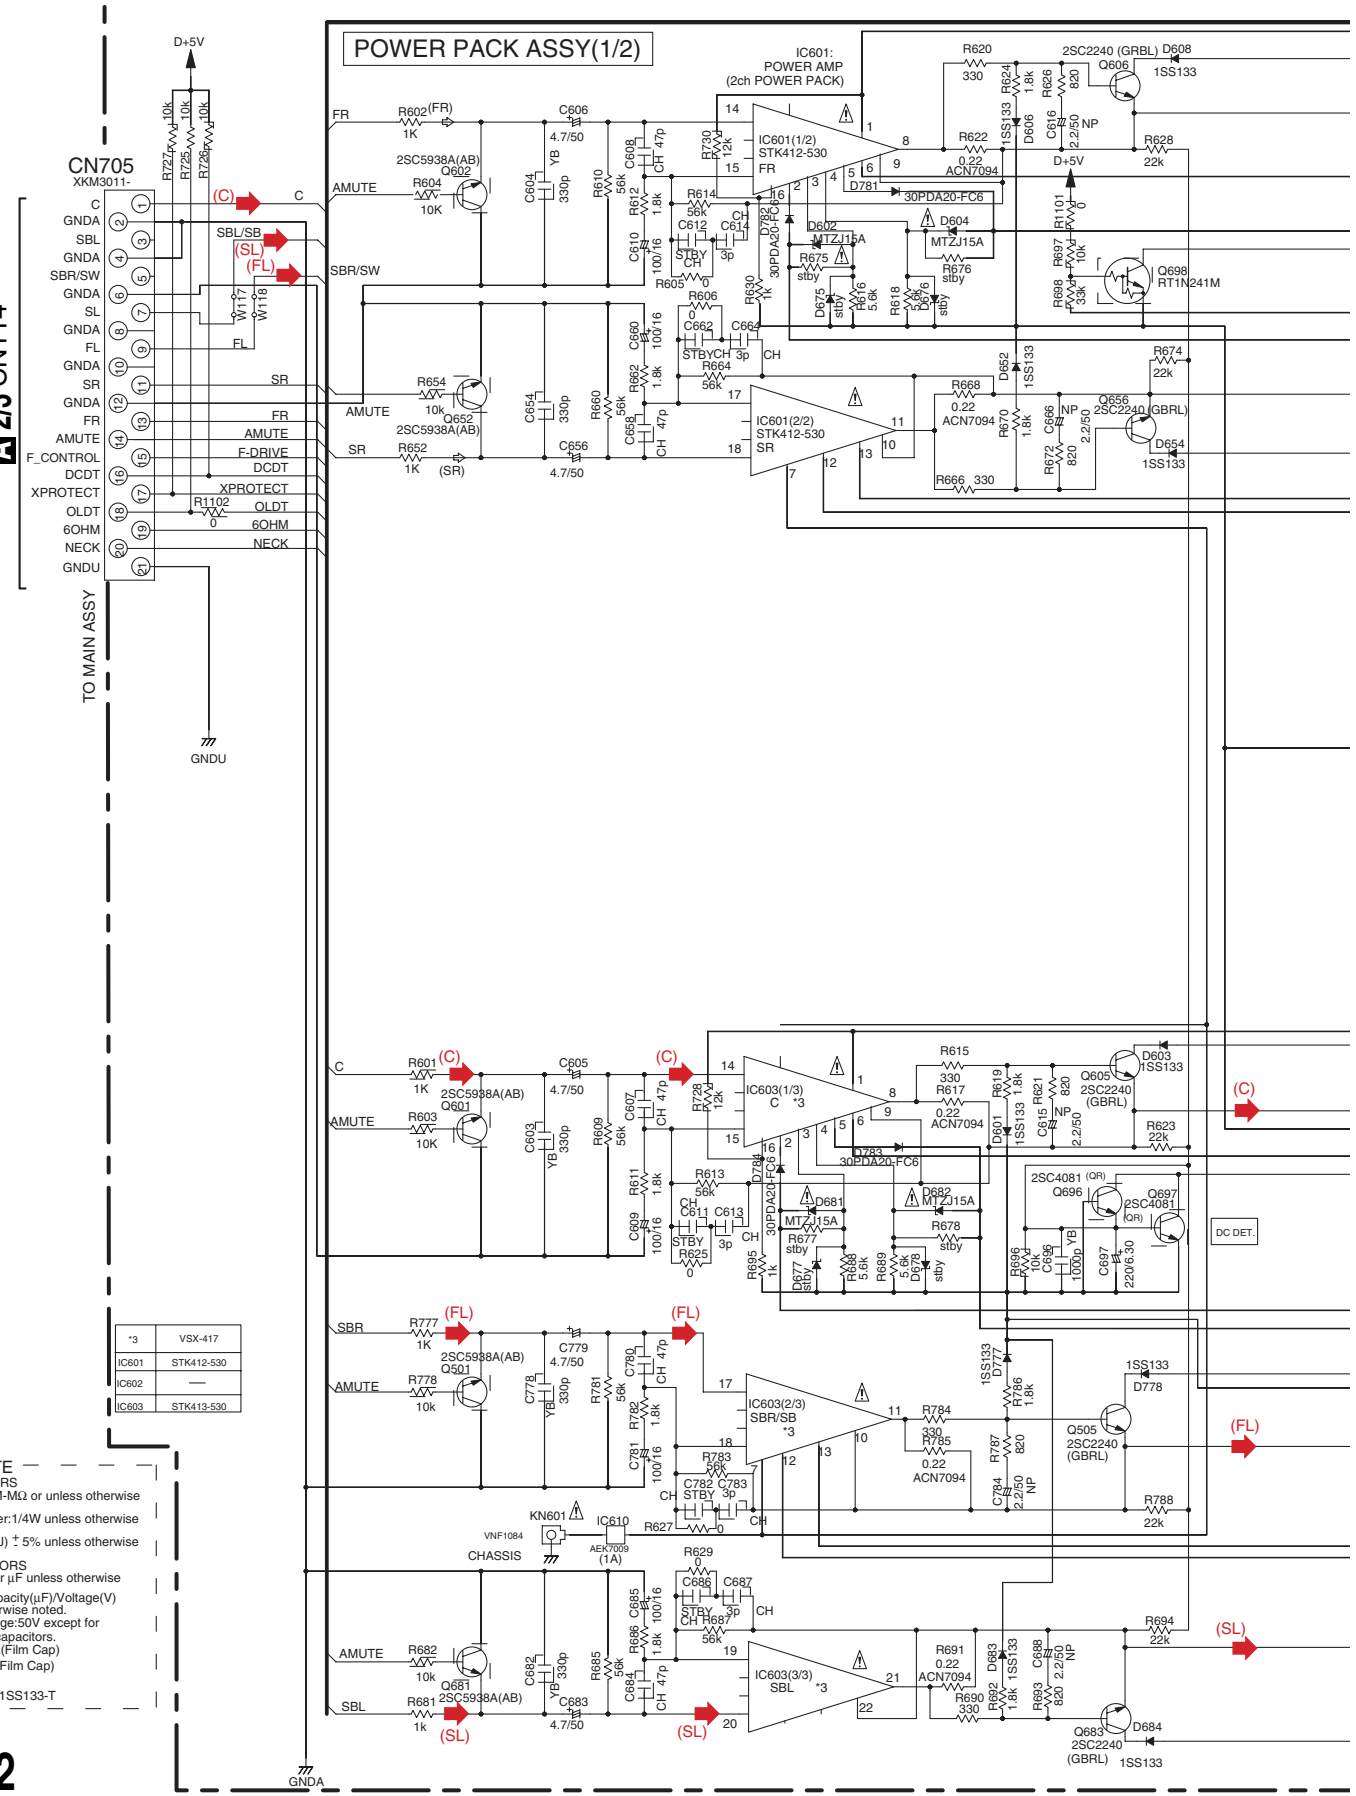 POWER PACK ASSY(1/2)
D+5V
10k
10k
10k
R727
R725
R726
CN705
XKM3011-
C
GNDA
SBL
GNDA
SBR/SW
GNDA
SL
GNDA
FL
GNDA
SR
GNDA
FR
AMUTE
F_CONTROL
DCDT
XPROTECT
OLDT
6OHM
NECK
GNDU
1
2
3
4
5
6
7
8
9
10
11
12
13
14
15
16
17
18
19
20
21
(C)
C
SBL/SB
(SL)
(FL)
SBR/SW
W117
W118
FL
SR
FR
AMUTE
F-DRIVE
DCDT
XPROTECT
R1102
0
OLDT
6OHM
NECK
TO MAIN ASSY
GNDU
FR
R602
(FR)
1K
AMUTE
2SC5938A(AB)
Q602
R604
10K
C606
4.7/50
C604
YB
330p
R610
56k
C608
CH 47p
R612
1.8k
C610
100/16
R730
12k
IC601:
POWER AMP
(2ch POWER PACK)
14
15
IC601(1/2)
STK412-530
FR
1
8
9
6
5
4
3
2
16
R614
56k
C612
STBY
CH
C614
CH
3p
R605
0
R606
0
R630
1k
D782
30PDA20-FC6
D781
30PDA20-FC6
D602
MTZJ15A
R675
stby
D675
stby
R616
5.6k
R618
5.6k
D676
stby
D604
MTZJ15A
R676
stby
R620
330
R622
0.22
ACN7094
R624
1.8k
1SS133
D606
R626
820
C616
2.2/50
NP
2SC2240 (GRBL)
Q606
D608
1SS133
R628
22k
D+5V
R1101
0
R697
10k
R698
33k
Q698
RT1N241M
R654
10k
AMUTE
Q652
2SC5938A(AB)
SR
R652
1K
(SR)
C654
330p
C656
4.7/50
R660
56k
C660
100/16
R662
1.8k
C658
CH 47p
C662
STBY
CH
C664
3p
CH
R664
56k
17
18
IC601(2/2)
STK412-530
SR
11
10
13
12
7
R668
0.22
ACN7094
R666 330
D652
1SS133
R670
1.8k
C666
NP
2.2/50
R672
820
Q656
2SC2240 (GBRL)
D654
1SS133
R674
22k
C
R601
(C)
1K
AMUTE
2SC5938A(AB)
Q601
R603
10K
C605
4.7/50
C603
YB
330p
R609
56k
C607
CH 47p
R611
1.8k
C609
100/16
(C)
R728
12k
14
15
IC603(1/3)
C *3
1
8
9
6
5
4
3
2
16
R613
56k
C611
STBY
CH
C613
3p
CH
R625
0
R695
1k
D784
30PDA20-FC6
D783
30PDA20-FC6
D681
MTZJ15A
R677
stby
D677
stby
R688
5.6k
R689
5.6k
D678
stby
D682
MTZJ15A
R678
stby
R615
330
R617
0.22
ACN7094
R619
1.8k
D601
1SS133
R621
820
C615
NP
2.2/50
Q605
2SC2240
(GBRL)
D603
1SS133
R623
22k
(C)
2SC4081 (QR)
Q696
Q697
2SC4081
(QR)
R696
10k
C696
YB
1000p
C697
220/6.30
DC DET.
SBR
R777
(FL)
1K
AMUTE
2SC5938A(AB)
Q501
R778
10k
C779
4.7/50
C778
YB
330p
R781
56k
C780
CH 47p
R782
1.8k
C781
100/16
(FL)
17
18
IC603(2/3)
SBR/SB
*3
11
10
13
12
7
R783
56k
C782
STBY
CH
C783
3p
CH
R627
0
R784
330
R785
0.22
ACN7094
D777
1SS133
R786
1.8k
R787
820
C784
2.2/50
NP
Q505
2SC2240
(GBRL)
1SS133
D778
R788
22k
(FL)
KN601
VNF1084
CHASSIS
IC610
AEK7009
(1A)
AMUTE
R682
10k
Q681
2SC5938A(AB)
SBL
R681
1k
(SL)
C682
YB
330p
C683
4.7/50
R685
56k
C685
100/16
R686
1.8k
C684
CH 47p
R629
0
C686
STBY
CH
C687
3p
CH
R687
56k
(SL)
19
20
IC603(3/3)
SBL *3
21
22
R691
0.22
ACN7094
R690
330
D683
1SS133
R692
1.8k
C688
2.2/50
NP
R693
820
Q683
2SC2240
(GBRL)
D684
1SS133
R694
22k
(SL)
GNDA
*3 VSX-417
IC601 STK412-530
IC602 —
IC603 STK413-530
TE
RS
M-MΩ or unless otherwise
er:1/4W unless otherwise
J) ± 5% unless otherwise
ORS
r μF unless otherwise
pacity(μF)/Voltage(V)
rwise noted.
ge:50V except for
capacitors.
(Film Cap)
Film Cap)
1SS133-T
A 2/3
2